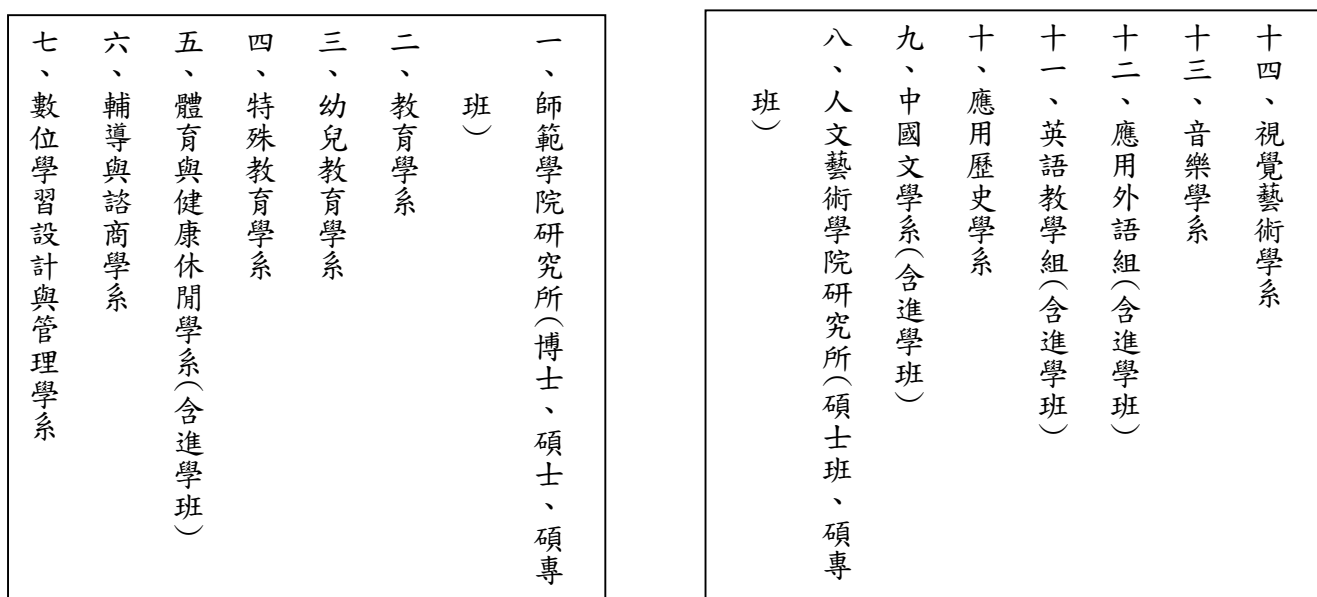 一、師範學院研究所(博士、碩士、碩專
班)
二、教育學系
三、幼兒教育學系
四、特殊教育學系
五、體育與健康休閒學系(含進學班)
六、輔導與諮商學系
七、數位學習設計與管理學系
八、人文藝術學院研究所(碩士班、碩專
班)
九、中國文學系(含進學班)
十、應用歷史學系
十一、英語教學組(含進學班)
十二、應用外語組(含進學班)
十三、音樂學系
十四、視覺藝術學系